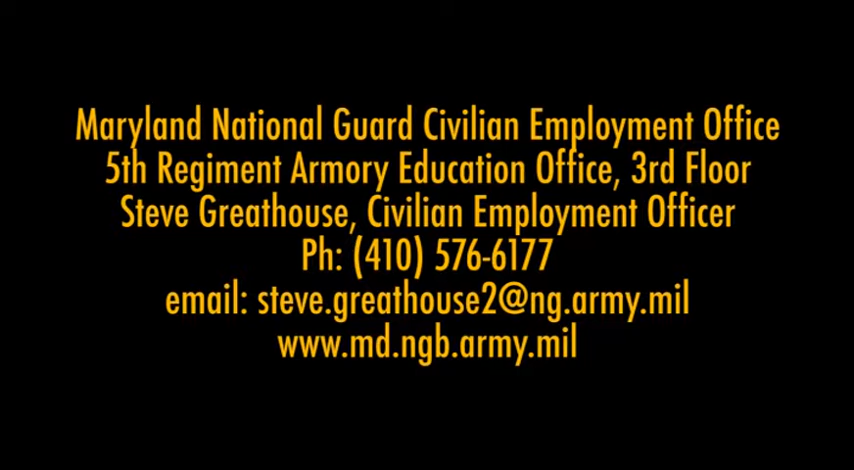 Maryland National Guard Civilian Employment Office
5th Regiment Armory Education Office, 3rd Floor
Steve Greathouse, Civilian Employment Officer
Ph: (410) 576-6177
email: steve.greathouse2@ng.army.mil
www.md.ngb.army.mil